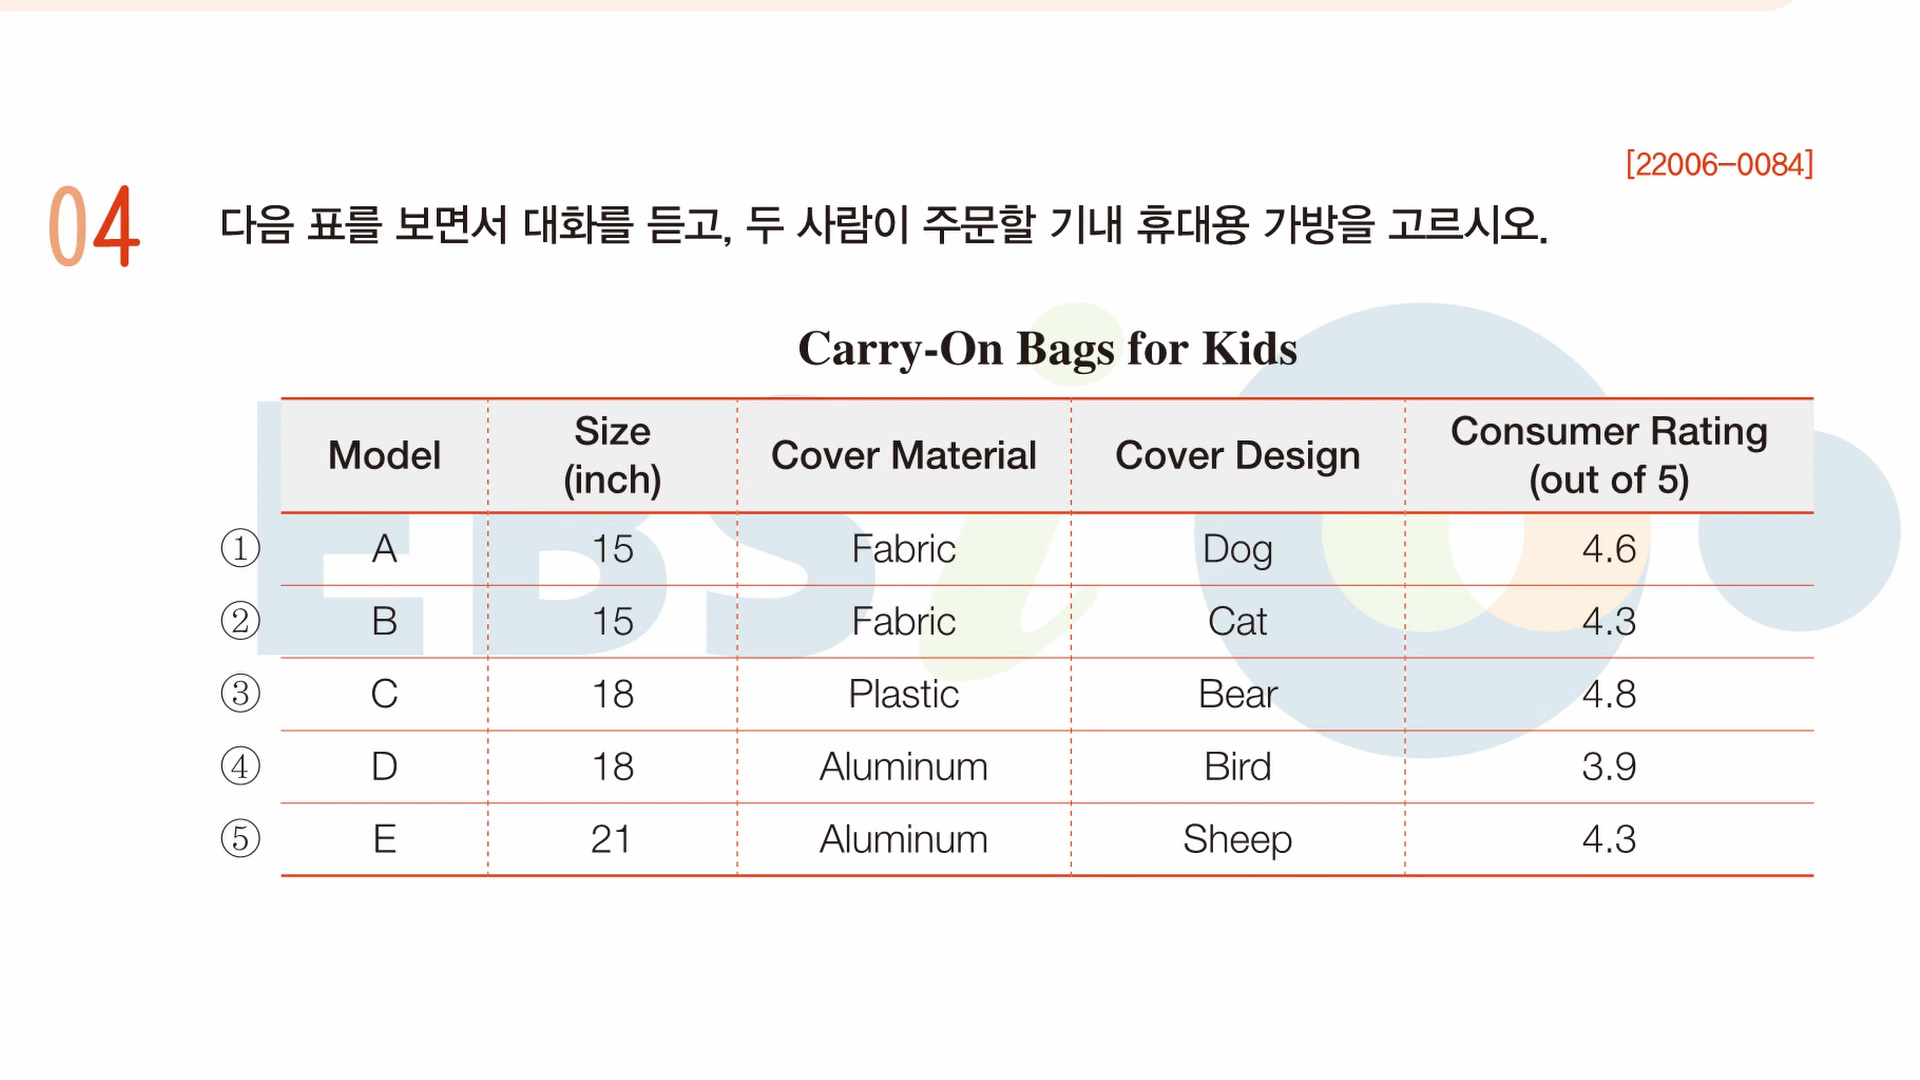 [22006-0084]
04 다음 표를 보면서 대화를 듣고, 두 사람이 주문할 기내 휴대용 가방을 고르시오.
Carry-On Bags for Kids
Model Size (inch) Cover Material Cover Design Consumer Rating (out of 5)
① A 15 Fabric Dog 4.6
② B 15 Fabric Cat 4.3
③ C 18 Plastic Bear 4.8
④ D 18 Aluminum Bird 3.9
⑤ E 21 Aluminum Sheep 4.3
EBSi